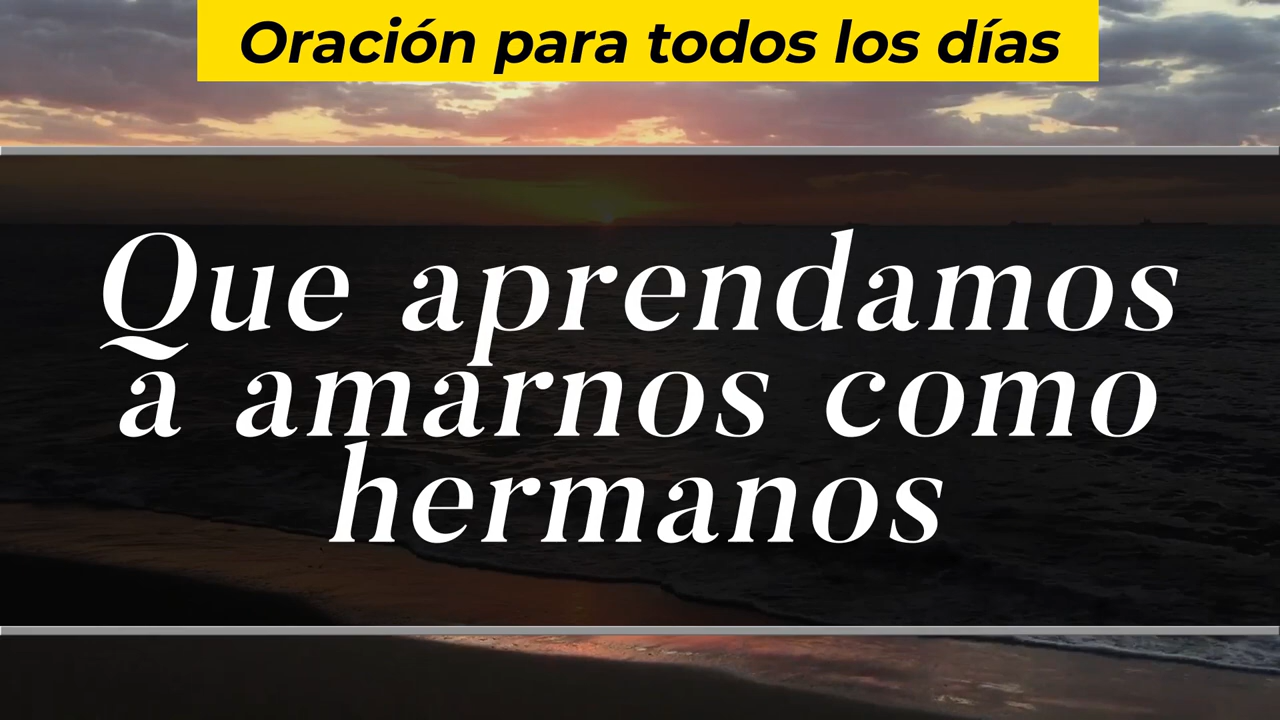 Oración para todos los días
Que aprendamos
a amarnos como
hermanos